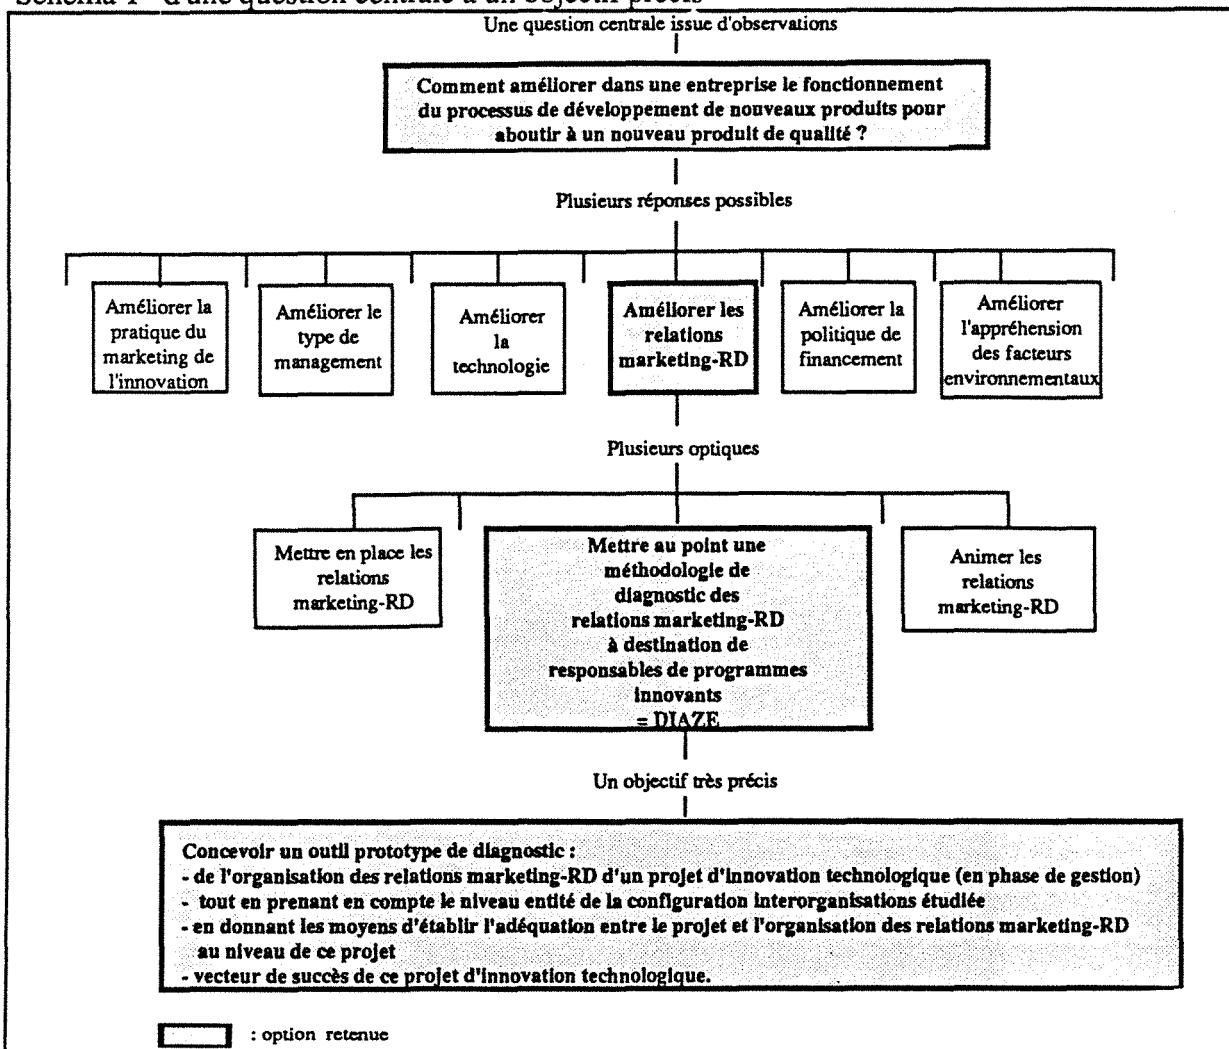 Schéma 1 d'une question centrale à un objectif précis
Une question centrale issue d'observations
Comment améliorer dans une entreprise le fonctionnement
du processus de développement de nouveaux produits pour
aboutir à un nouveau produit de qualité ?
Plusieurs réponses possibles
Améliorer la
pratique du
marketing de
l'innovation
Améliorer le
type de
management
Améliorer
la
technologie
Améliorer les
relations
marketing-RD
Améliorer la
politique de
financement
Améliorer
l'appréhension
des facteurs
environnementaux
Plusieurs optiques
Mettre en place les
relations
marketing-RD
Mettre au point une
méthodologie de
diagnostic des
relations marketing-RD
à destination de
responsables de programmes
innovants
= DIAZE
Animer les
relations
marketing-RD
Un objectif très précis
Concevoir un outil prototype de diagnostic :
- de l'organisation des relations marketing-RD d'un projet d'innovation technologique (en phase de gestion)
- tout en prenant en compte le niveau entité de la configuration interorganisations étudiée
- en donnant les moyens d'établir l'adéquation entre le projet et l'organisation des relations marketing-RD
au niveau de ce projet
- vecteur de succès de ce projet d'innovation technologique.
: option retenue